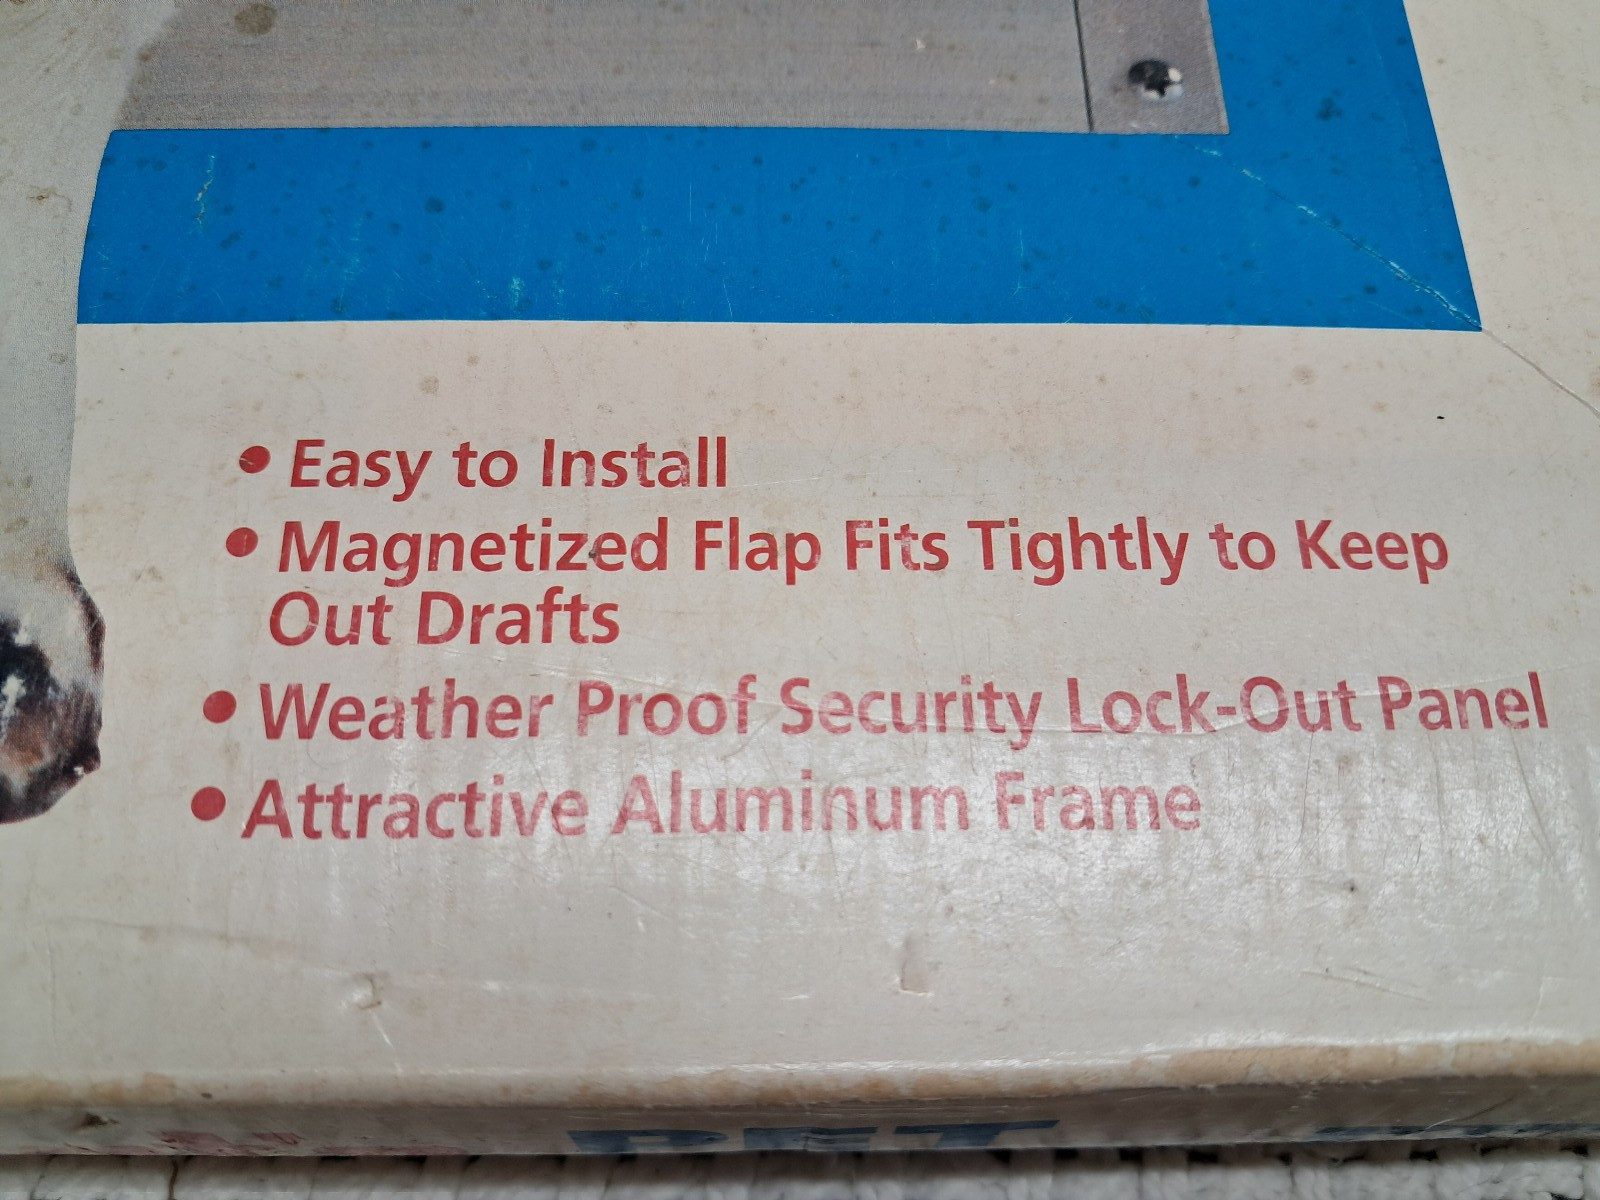 • Easy to Install
• Magnetized Flap Fits Tightly to Keep
Out Drafts
• Weather Proof Security Lock-Out Panel
• Attractive Aluminum Frame
PET